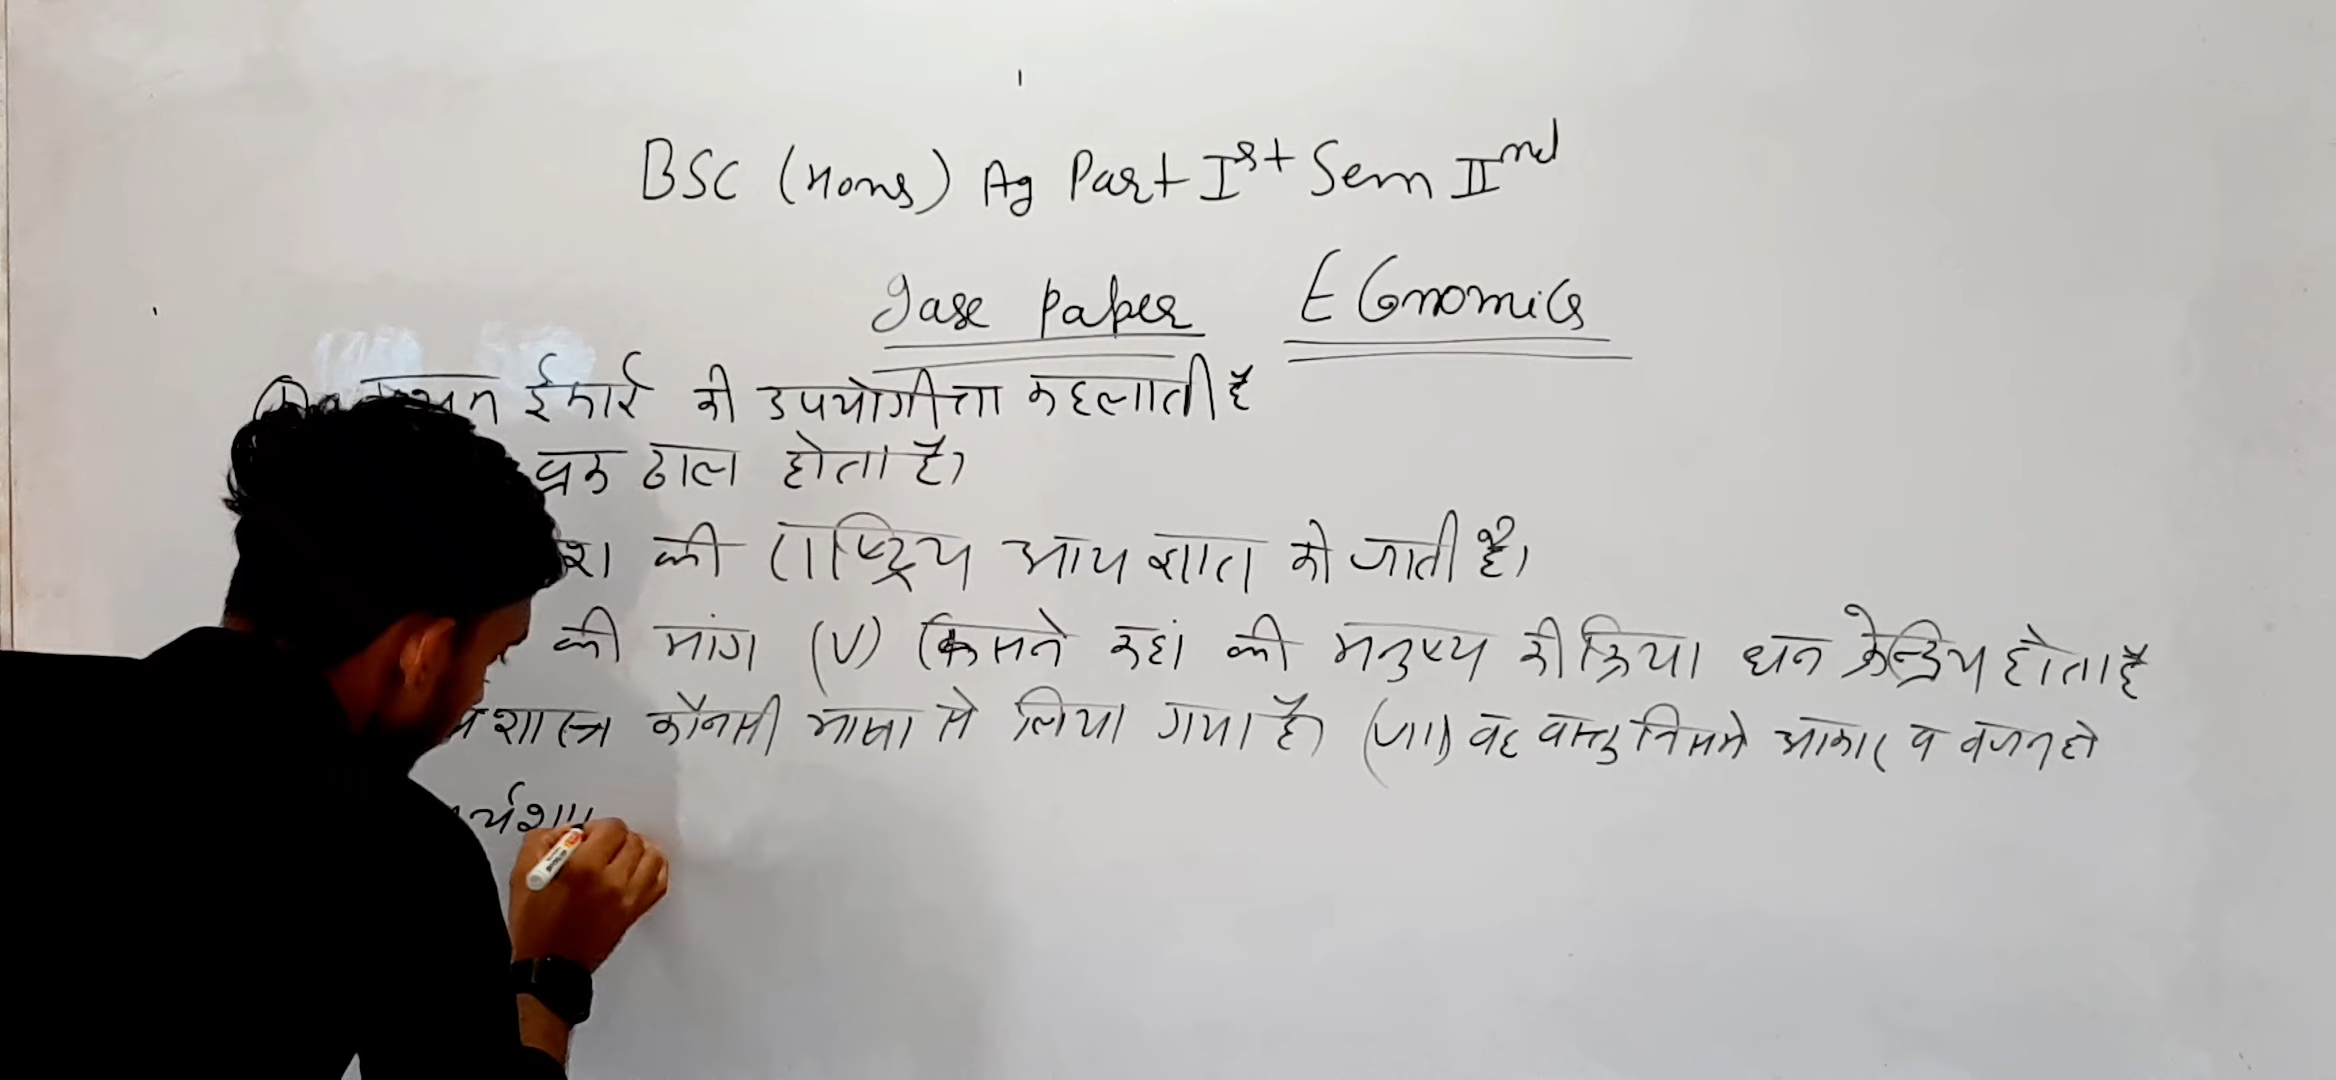 BSC (Hons) Ag Part Ist Sem IInd
Gase Paper Economics
ईकाई की उपयोगीता कहलाती है
वक्र ढाल होता है।
की राष्ट्रिय आय ज्ञात की जाती है।
की मांग (V) किसने कहां की मनुष्य की क्रिया धन केन्द्रिय होता है
शास्त्र कौनसी भाषा से लिया गया है। (VII) वह वस्तु जिसमे आकार व वजन हो